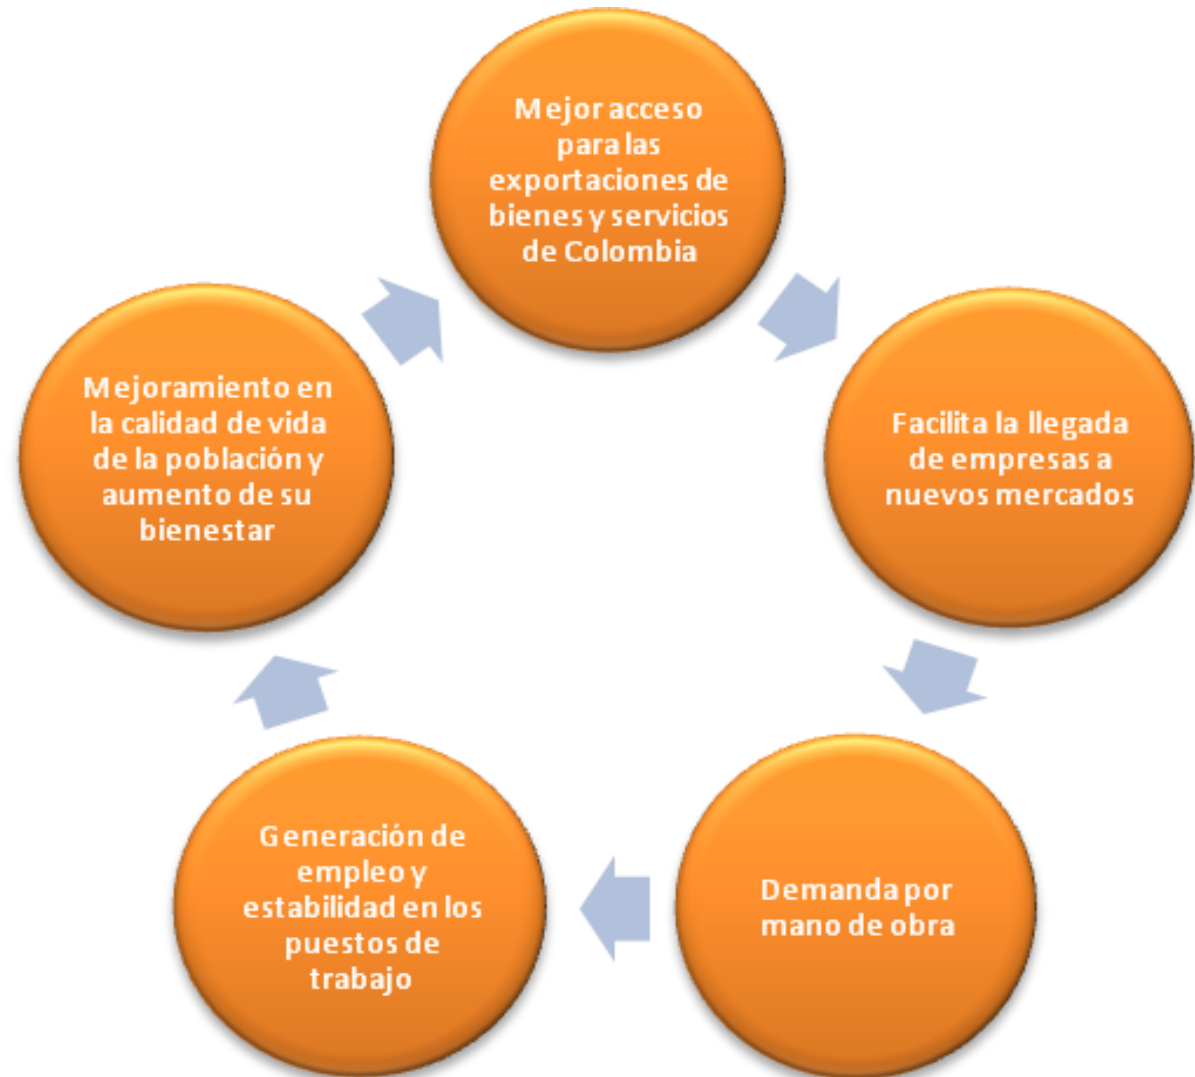 Mejor acceso
para las
exportaciones de
bienes y servicios
de Colombia
Facilita la llegada
de empresas a
nuevos mercados
Demanda por
mano de obra
Generación de
empleo y
estabilidad en los
puestos de
trabajo
Mejoramiento en
la calidad de vida
de la población y
aumento de su
bienestar